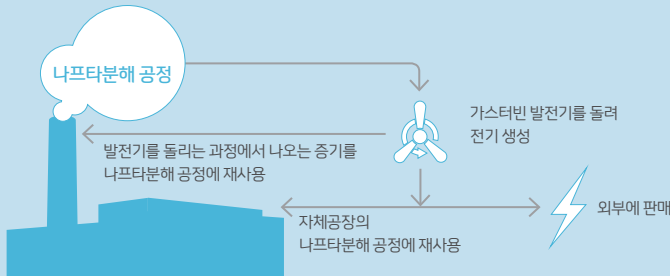 나프타분해 공정
가스터빈 발전기를 돌려
전기 생성
발전기를 돌리는 과정에서 나오는 증기를
나프타분해 공정에 재사용
자체공장의
나프타분해 공정에 재사용
외부에 판매